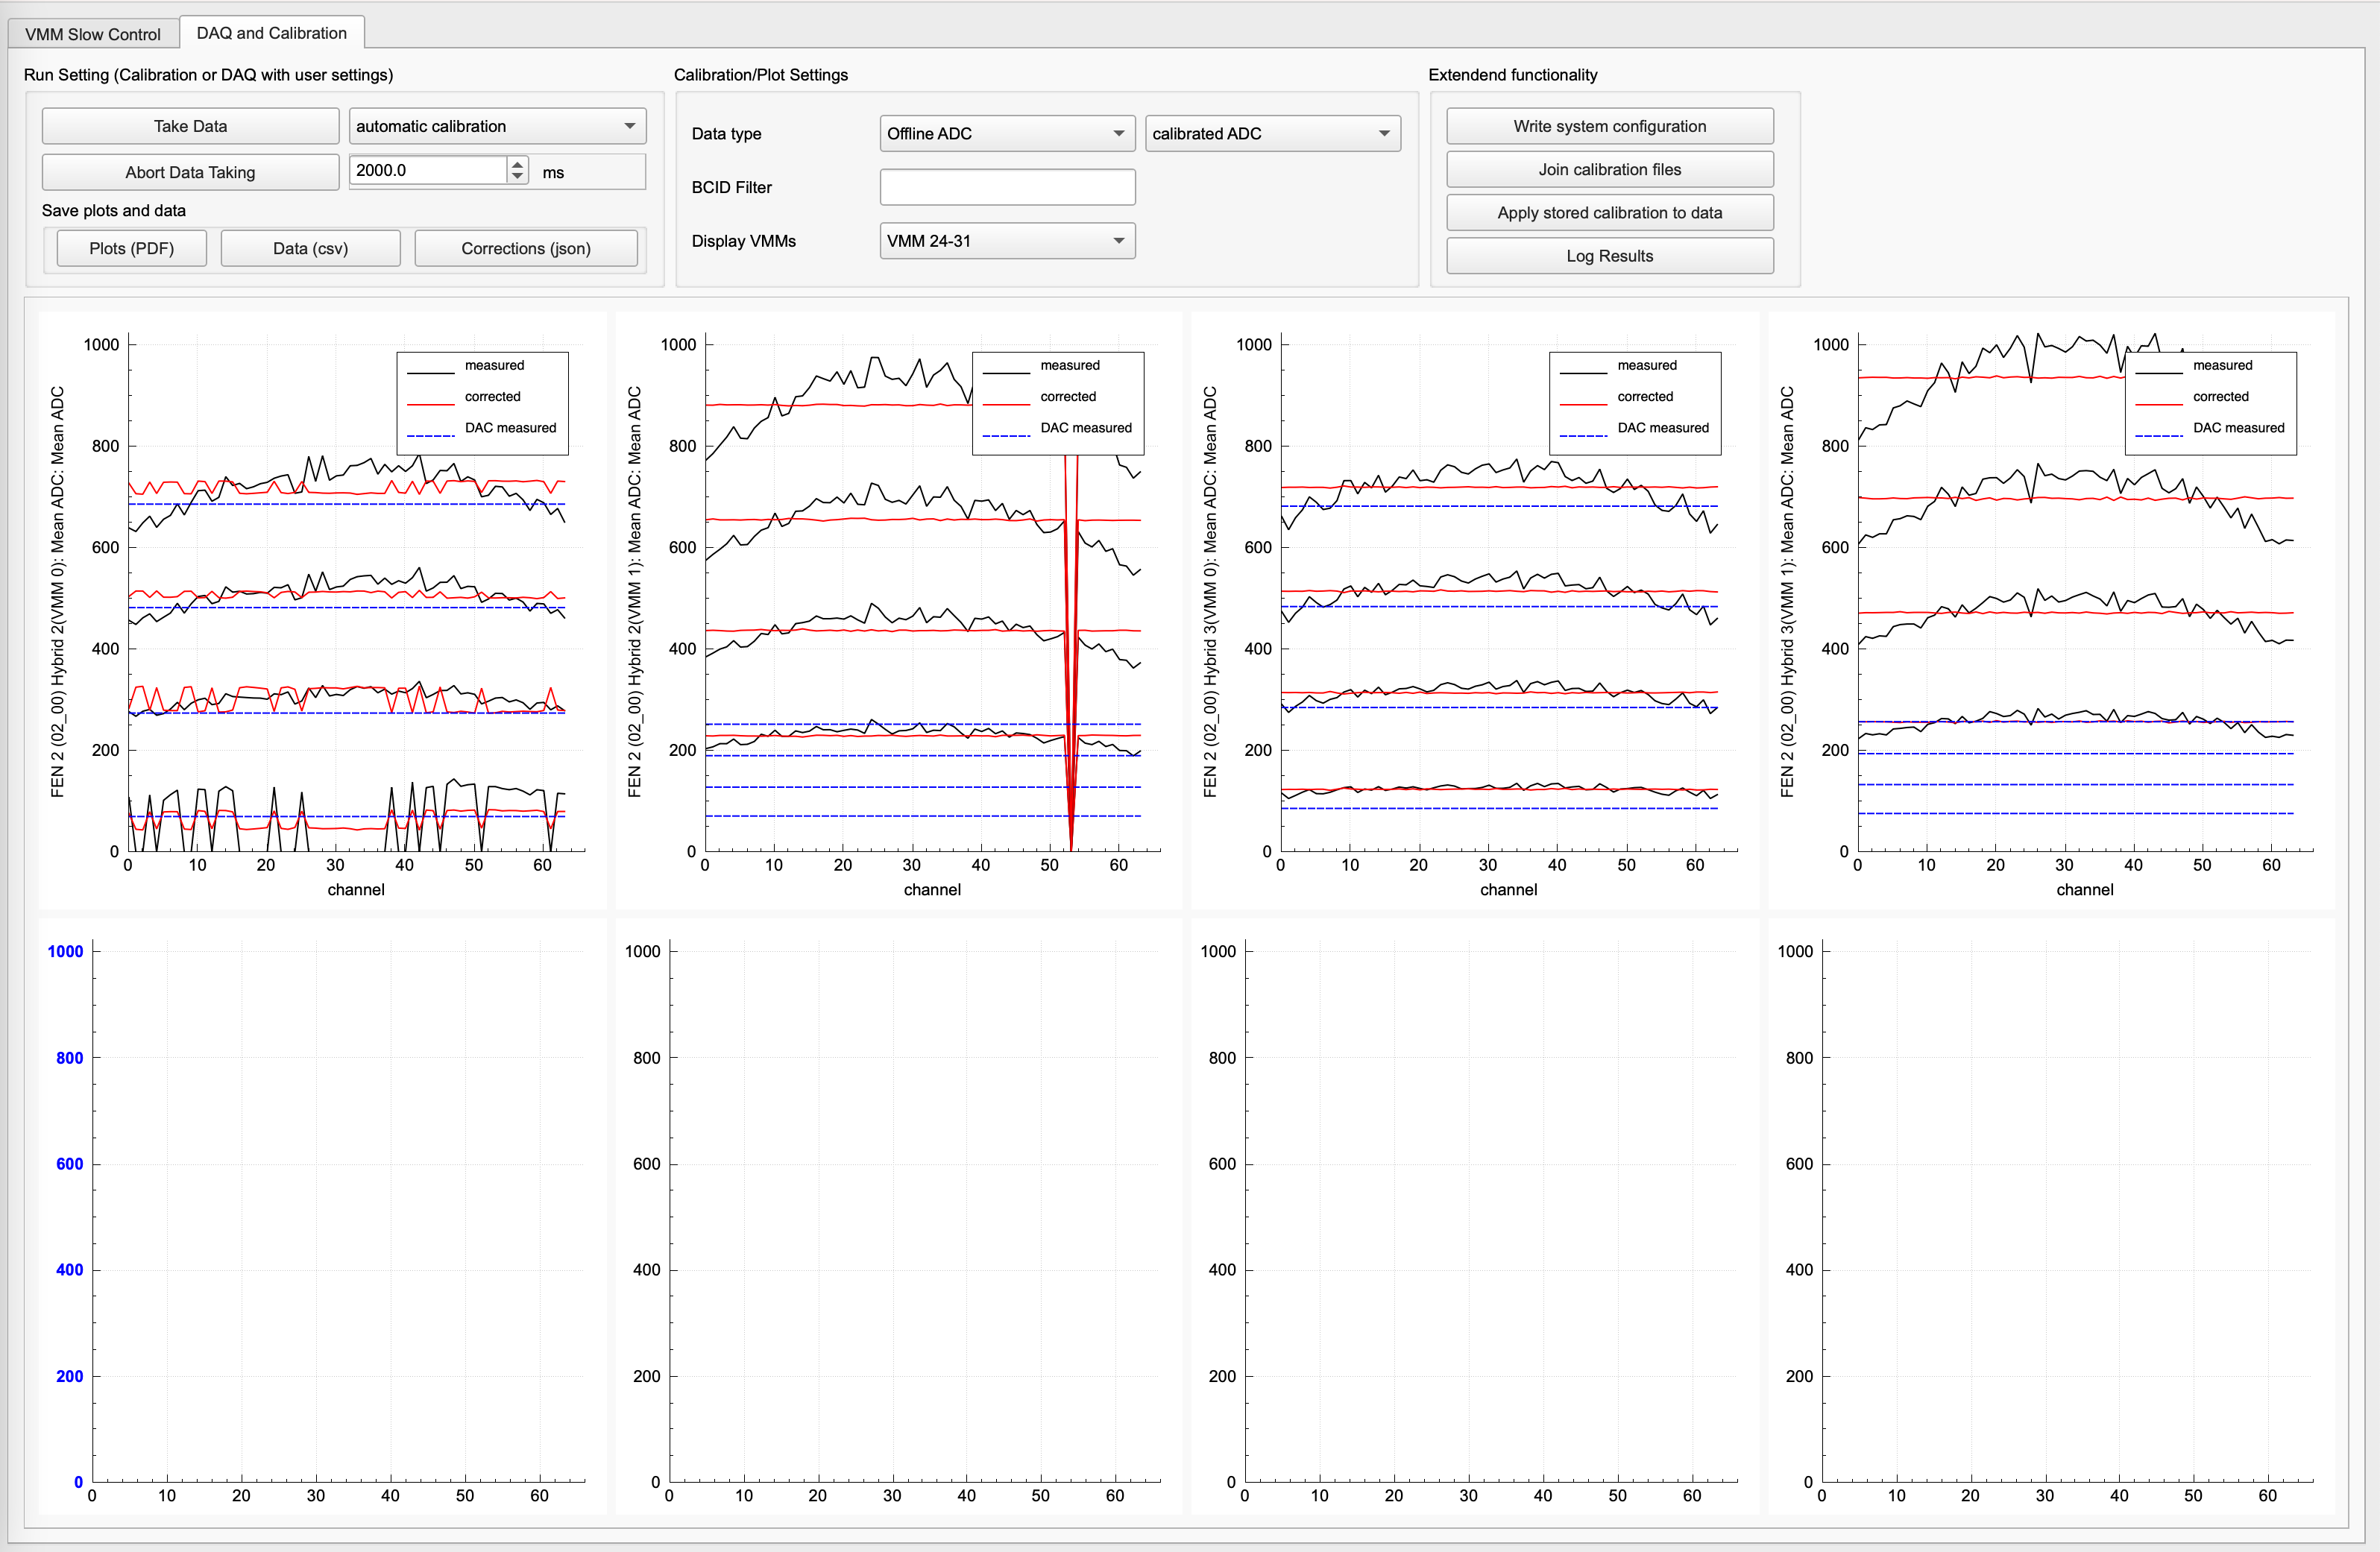 VMM Slow Control
DAQ and Calibration
Run Setting (Calibration or DAQ with user settings)
Take Data
automatic calibration
Abort Data Taking
2000.0
ms
Save plots and data
Plots (PDF)
Data (csv)
Corrections (json)
Calibration/Plot Settings
Data type
Offline ADC
calibrated ADC
BCID Filter
Display VMMs
VMM 24-31
Extendend functionality
Write system configuration
Join calibration files
Apply stored calibration to data
Log Results
FEN 2 (02_00) Hybrid 2(VMM 0): Mean ADC: Mean ADC
1000
800
600
400
200
0
measured
corrected
DAC measured
0 10 20 30 40 50 60
channel
FEN 2 (02_00) Hybrid 2(VMM 1): Mean ADC: Mean ADC
1000
800
600
400
200
0
measured
corrected
DAC measured
0 10 20 30 40 50 60
channel
FEN 2 (02_00) Hybrid 3(VMM 0): Mean ADC: Mean ADC
1000
800
600
400
200
0
measured
corrected
DAC measured
0 10 20 30 40 50 60
channel
FEN 2 (02_00) Hybrid 3(VMM 1): Mean ADC: Mean ADC
1000
800
600
400
200
0
measured
corrected
DAC measured
0 10 20 30 40 50 60
channel
1000
800
600
400
200
0
0 10 20 30 40 50 60
1000
800
600
400
200
0
0 10 20 30 40 50 60
1000
800
600
400
200
0
0 10 20 30 40 50 60
1000
800
600
400
200
0
0 10 20 30 40 50 60